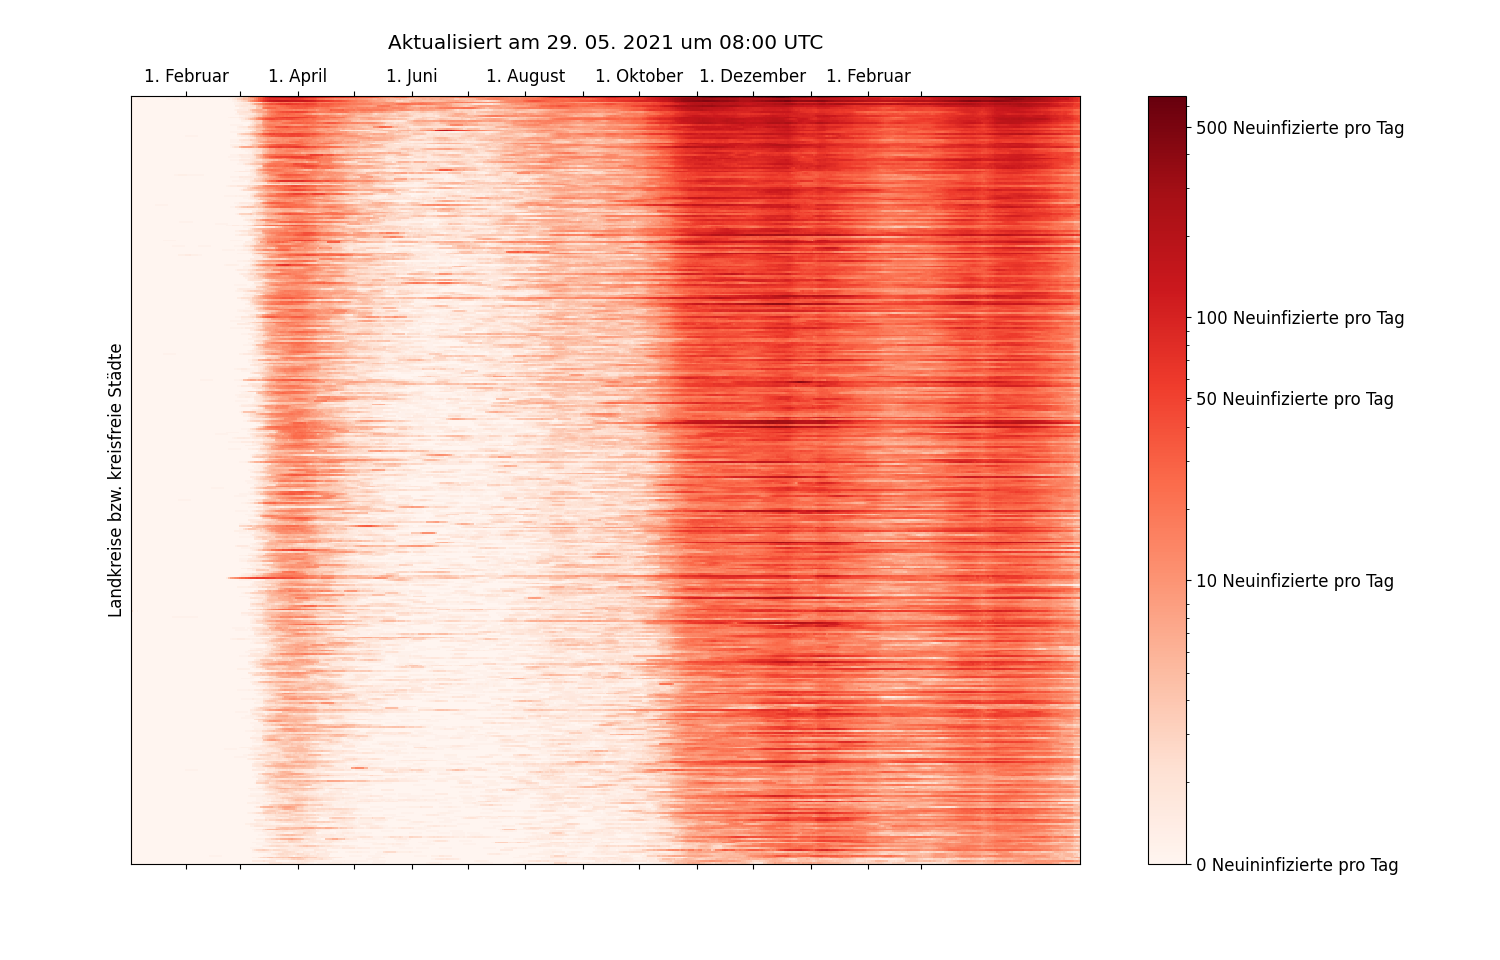 Aktualisiert am 29. 05. 2021 um 08:00 UTC
1. Februar 1. April 1. Juni 1. August 1. Oktober 1. Dezember 1. Februar
Landkreise bzw. kreisfreie Städte
500 Neuinfizierte pro Tag
100 Neuinfizierte pro Tag
50 Neuinfizierte pro Tag
10 Neuinfizierte pro Tag
0 Neuininfizierte pro Tag